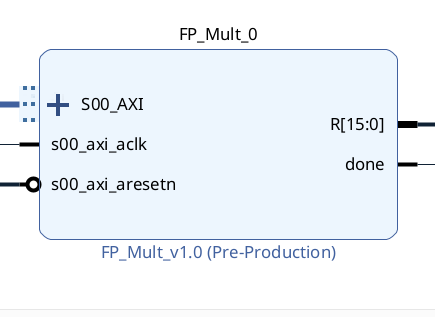 FP_Mult_0
S00_AXI
s00_axi_aclk
s00_axi_aresetn
R[15:0]
done
FP_Mult_v1.0 (Pre-Production)